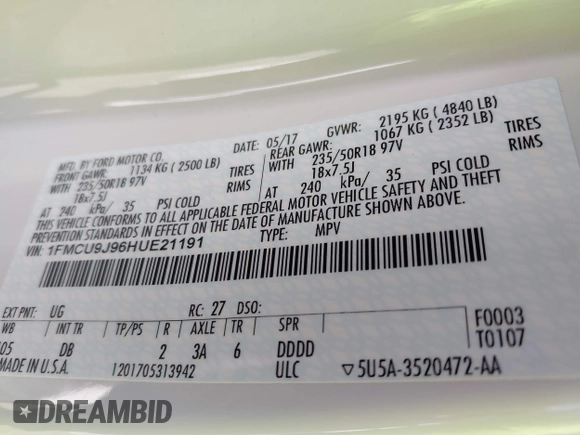 MFD. BY FORD MOTOR CO.
DATE: 05/17 GVWR: 2195 KG ( 4840 LB)
FRONT GAWR: 1134 KG ( 2500 LB) REAR GAWR: 1067 KG ( 2352 LB)
WITH 235/50R18 97V TIRES WITH 235/50R18 97V TIRES
18x7.5J RIMS 18x7.5J RIMS
AT 240 kPa/ 35 PSI COLD AT 240 kPa/ 35 PSI COLD
THIS VEHICLE CONFORMS TO ALL APPLICABLE FEDERAL MOTOR VEHICLE SAFETY AND THEFT
PREVENTION STANDARDS IN EFFECT ON THE DATE OF MANUFACTURE SHOWN ABOVE.
VIN: 1FMCU9J96HUE21191 TYPE: MPV
EXT PNT: UG RC: 27 DSO:
WB INT TR TP/PS R AXLE TR SPR F0003
05 DB 2 3A 6 DDDD T0107
MADE IN U.S.A. 1201705313942 ULC ▽5U5A-3520472-AA
DREAMBID